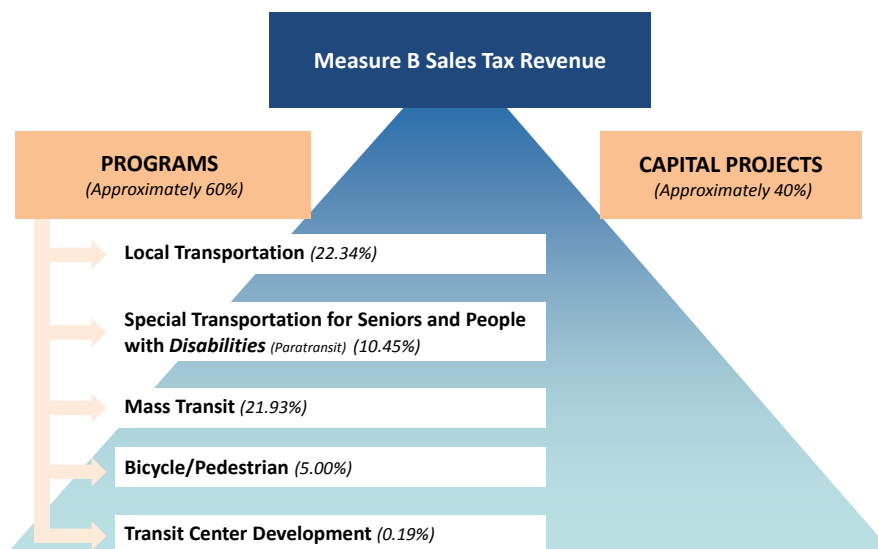 Measure B Sales Tax Revenue
PROGRAMS
(Approximately 60%)
CAPITAL PROJECTS
(Approximately 40%)
Local Transportation (22.34%)
Special Transportation for Seniors and People
with Disabilities (Paratransit) (10.45%)
Mass Transit (21.93%)
Bicycle/Pedestrian (5.00%)
Transit Center Development (0.19%)